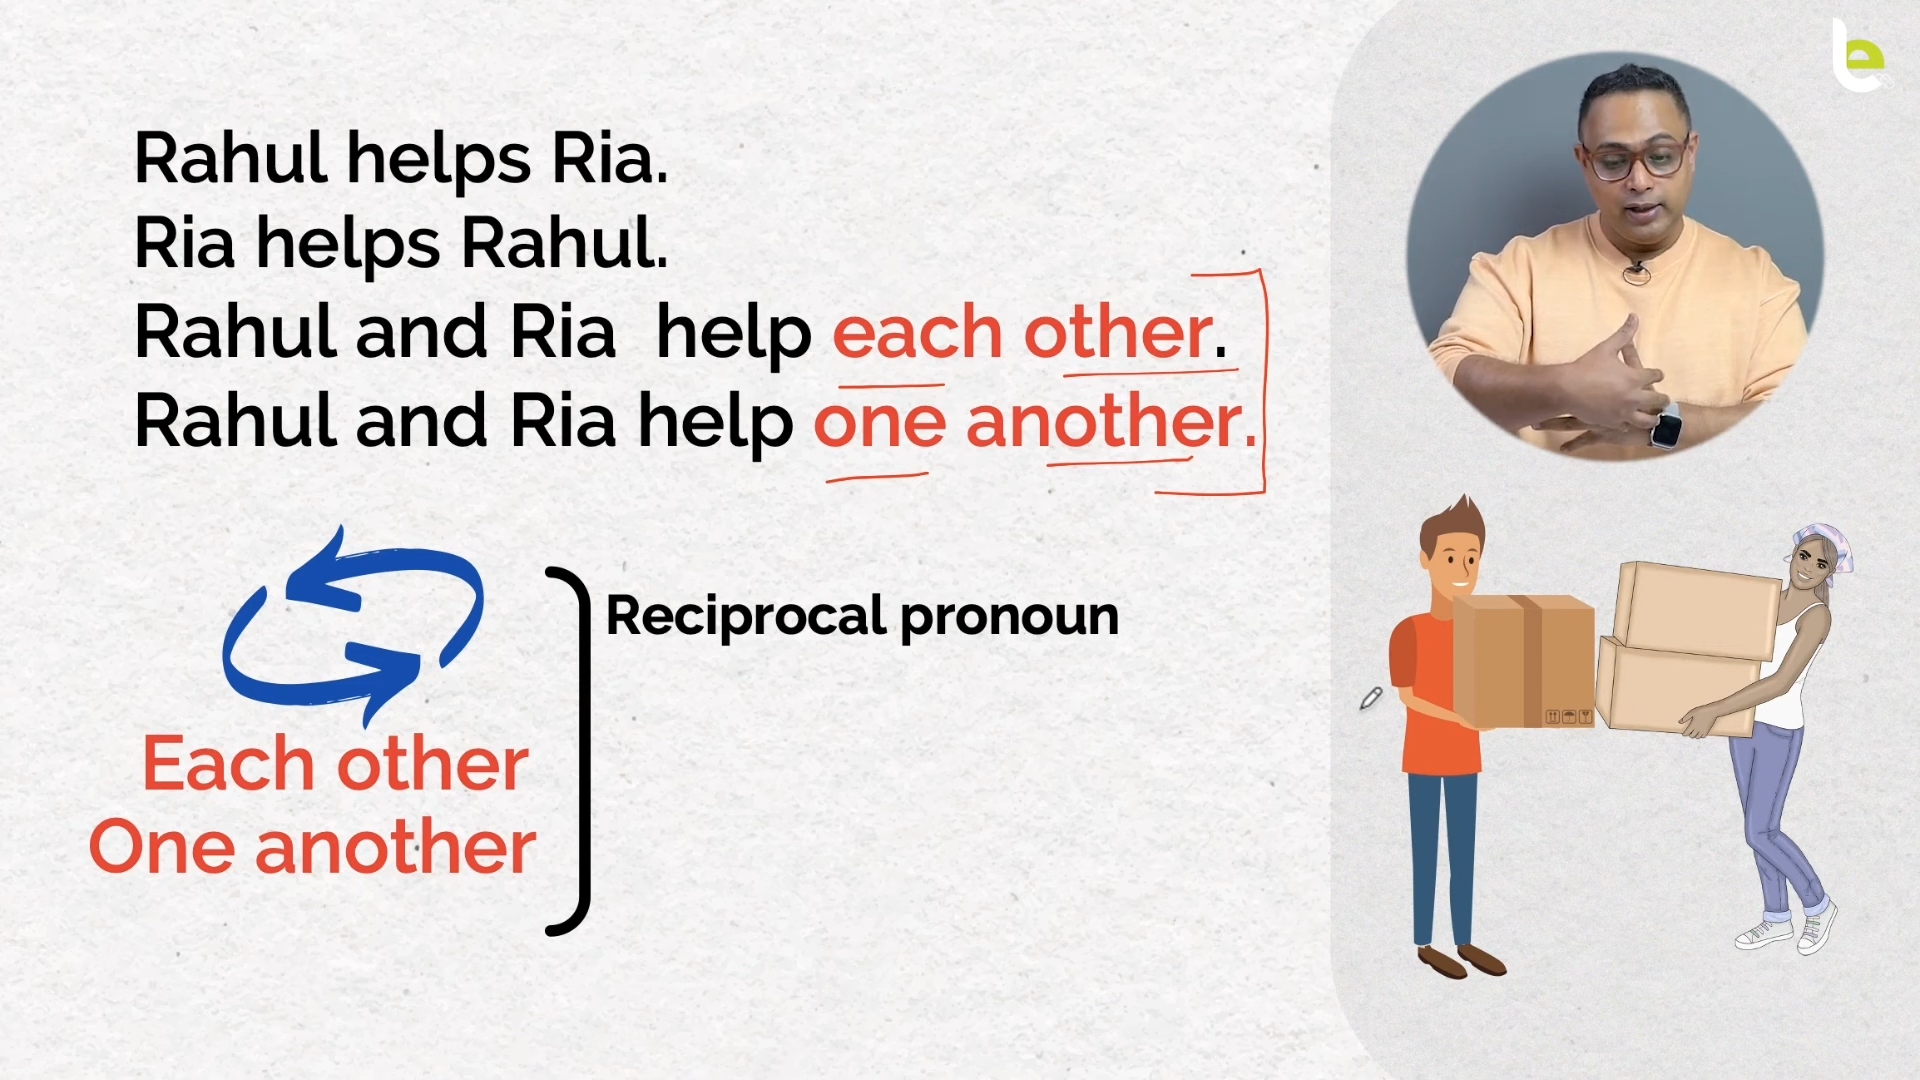 Rahul helps Ria.
Ria helps Rahul.
Rahul and Ria help each other.
Rahul and Ria help one another.
Reciprocal pronoun
Each other
One another